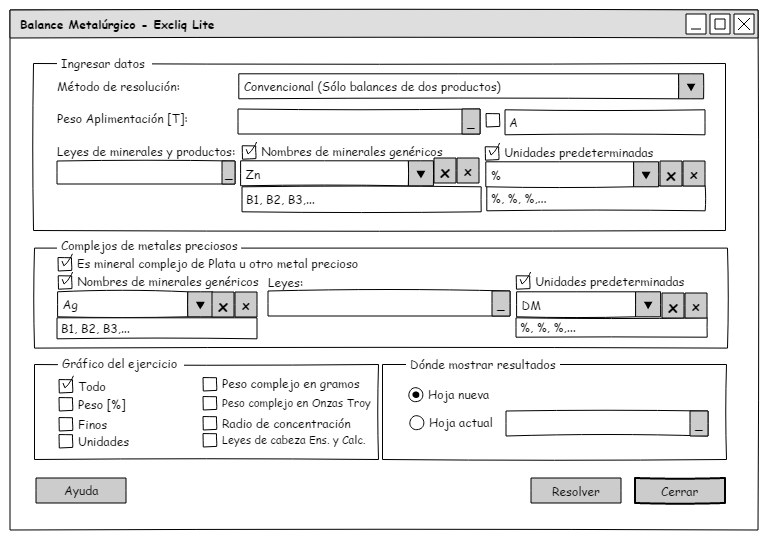 Balance Metalúrgico - Excliq Lite
Ingresar datos
Método de resolución:
Convencional (Sólo balances de dos productos)
Peso Aplimentación [T]:
_
A
Leyes de minerales y productos:
_
Nombres de minerales genéricos
Zn
B1, B2, B3,...
Unidades predeterminadas
%
%, %, %,...
Complejos de metales preciosos
Es mineral complejo de Plata u otro metal precioso
Nombres de minerales genéricos
Ag
B1, B2, B3,...
Leyes:
_
Unidades predeterminadas
DM
%, %, %,...
Gráfico del ejercicio
Todo
Peso [%]
Finos
Unidades
Peso complejo en gramos
Peso complejo en Onzas Troy
Radio de concentración
Leyes de cabeza Ens. y Calc.
Dónde mostrar resultados
Hoja nueva
Hoja actual
_
Ayuda
Resolver
Cerrar